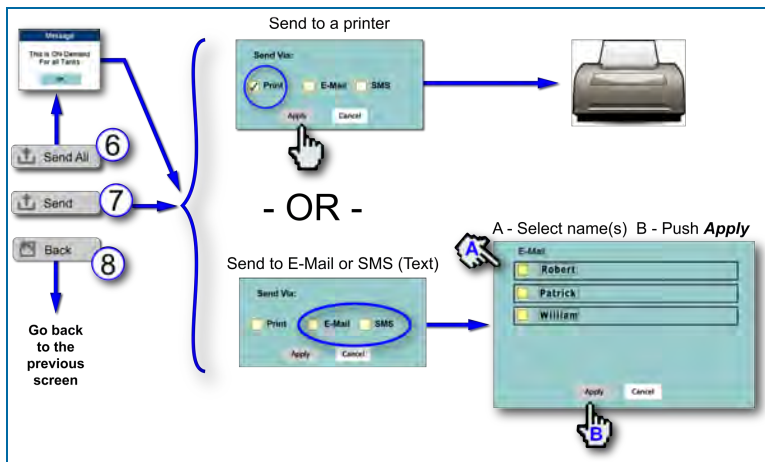 Message
This is ON-Demand
For all Tanks
OK
Send All
6
Send
7
Back
8
Go back
to the
previous
screen
Send to a printer
Send Via:
Print E-Mail SMS
Apply Cancel
- OR -
Send to E-Mail or SMS (Text)
Send Via:
Print E-Mail SMS
Apply Cancel
A - Select name(s) B - Push Apply
A
E-Mail
Robert
Patrick
William
Apply Cancel
B